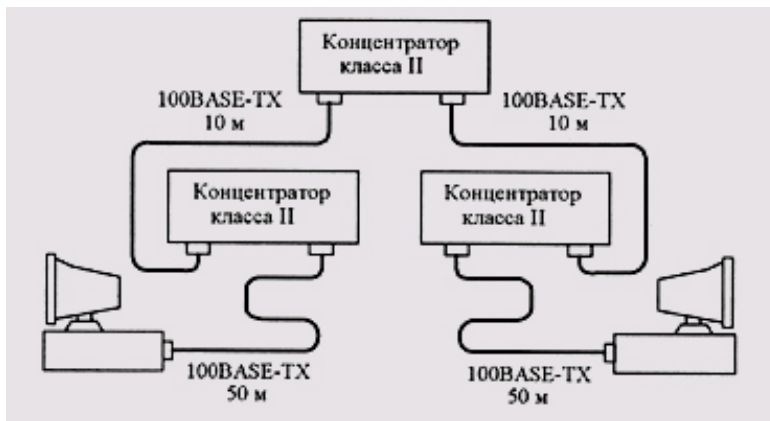 Концентратор
класса II
100BASE-TX
10 м
100BASE-TX
10 м
Концентратор
класса II
Концентратор
класса II
100BASE-TX
50 м
100BASE-TX
50 м